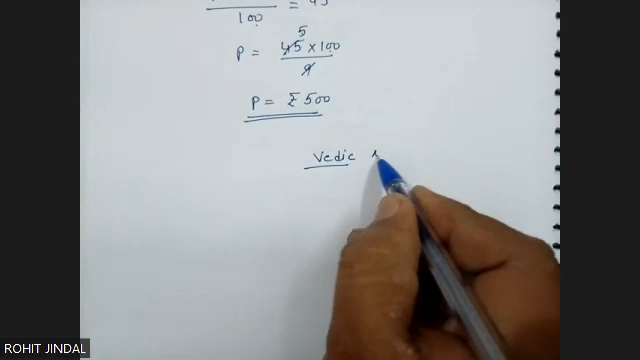 100 = 45
P = 45 5 × 100
9
P = ₹ 500
Vedic
ROHIT JINDAL